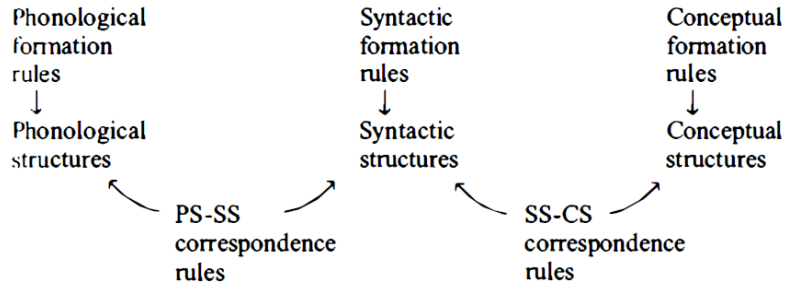 Phonological
formation
rules
Syntactic
formation
rules
Conceptual
formation
rules
Phonological
structures
Syntactic
structures
Conceptual
structures
PS-SS
correspondence
rules
SS-CS
correspondence
rules